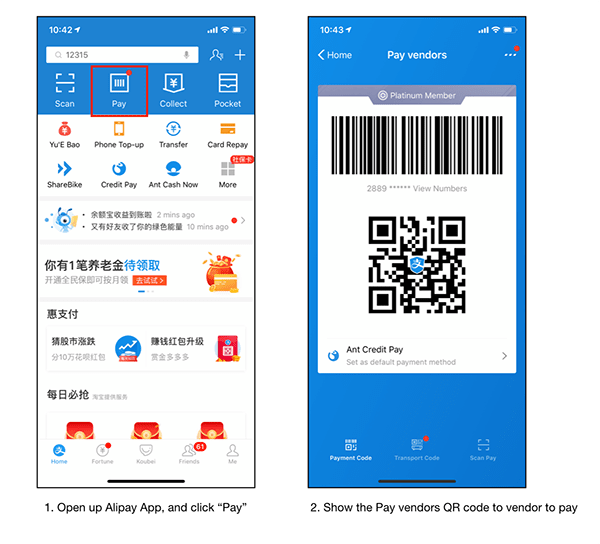 10:42
12315
Scan
Pay
Collect
Pocket
Yu'E Bao
Phone Top-up
Transfer
Card Repay
社保卡
ShareBike
Credit Pay
Ant Cash Now
More
• 余额宝收益到账啦 2 mins ago
• 又有好友收了你的绿色能量 10 mins ago
你有1笔养老金待领取
开通全民保即可按月领 去试试 >
惠支付
猜股市涨跌
分10万花呗红包
赚钱红包升级
赏金多多多
每日必抢 淘宝提供服务
支
61
Home
Fortune
Koubei
Friends
Me
1. Open up Alipay App, and click “Pay”
10:43
Home
Pay vendors
Platinum Member
2889 ****** View Numbers
支
Ant Credit Pay
Set as default payment method
Payment Code
Transport Code
Scan Pay
2. Show the Pay vendors QR code to vendor to pay